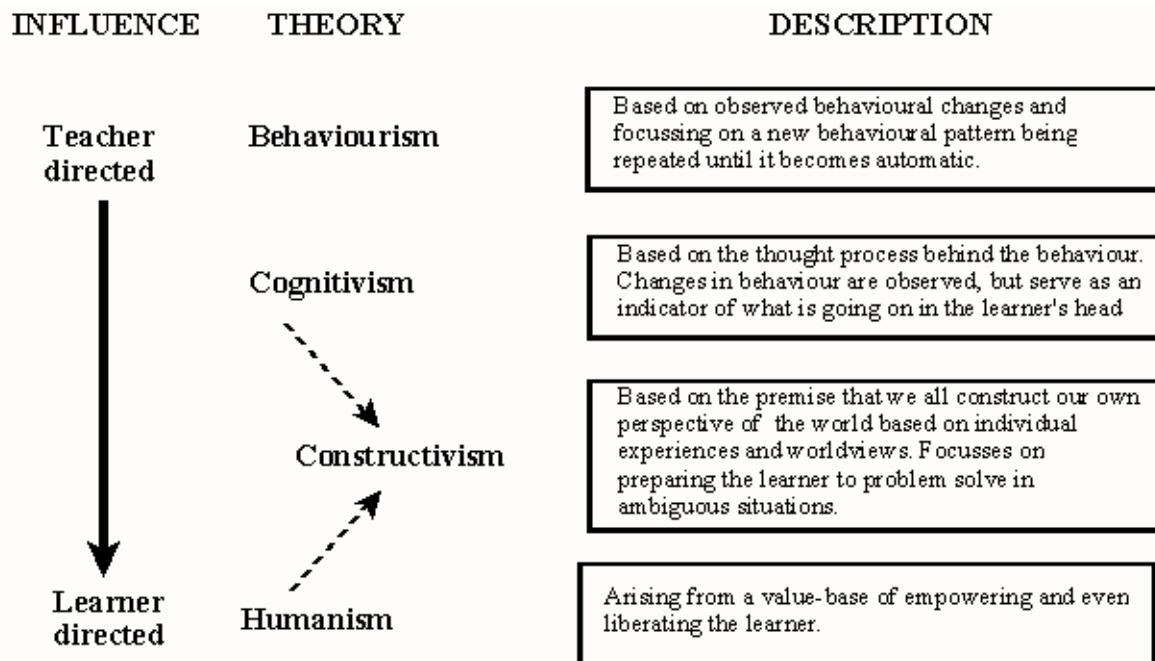 INFLUENCE THEORY DESCRIPTION
Teacher
directed
Behaviourism
Based on observed behavioural changes and
focussing on a new behavioural pattern being
repeated until it becomes automatic.
Cognitivism
Based on the thought process behind the behaviour.
Changes in behaviour are observed, but serve as an
indicator of what is going on in the learner's head
Constructivism
Based on the premise that we all construct our own
perspective of the world based on individual
experiences and worldviews. Focusses on
preparing the learner to problem solve in
ambiguous situations.
Learner
directed
Humanism
Arising from a value-base of empowering and even
liberating the learner.